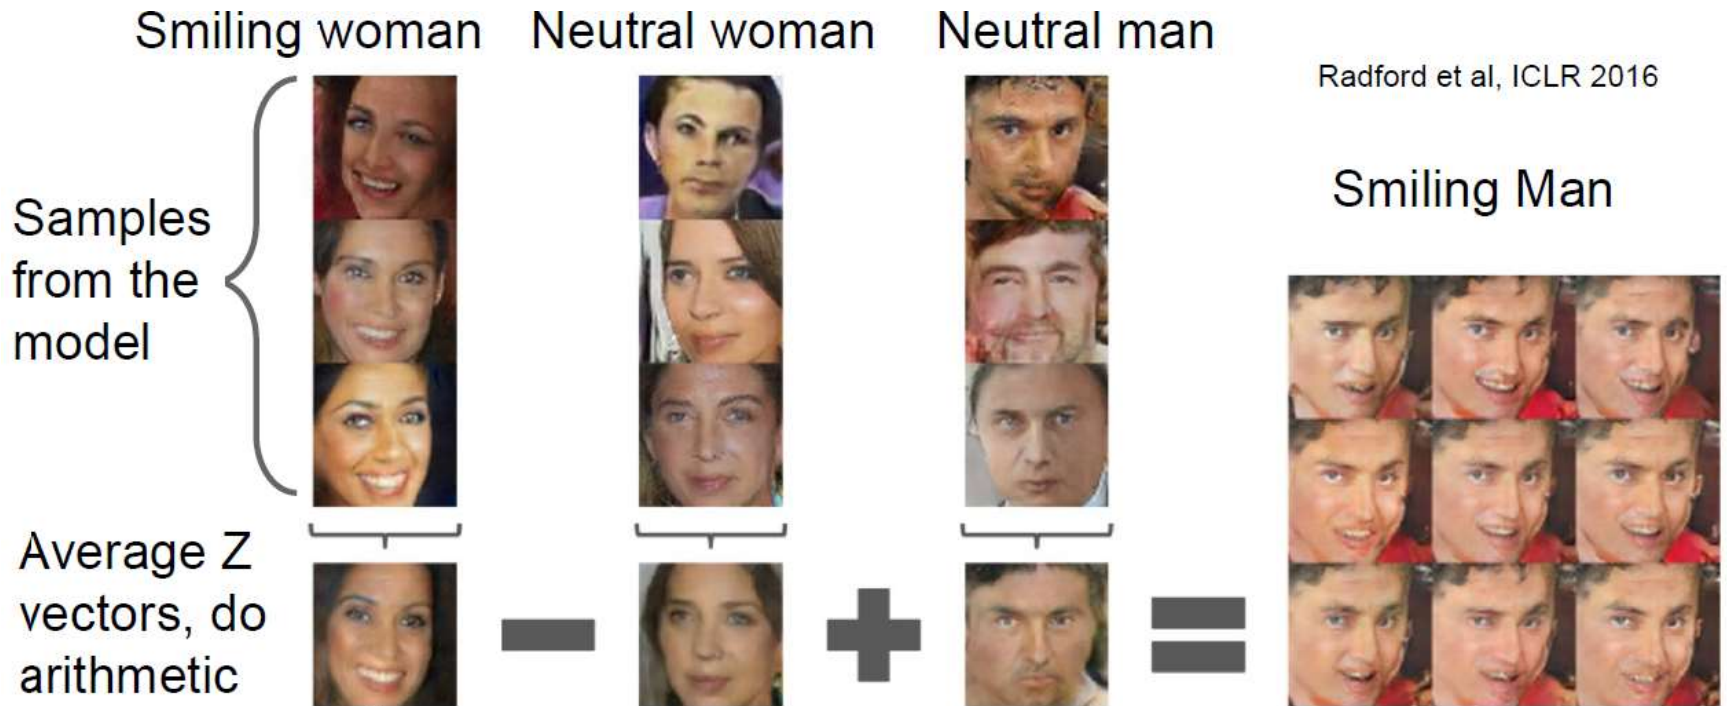 Smiling woman
Neutral woman
Neutral man
Radford et al, ICLR 2016
Smiling Man
Samples
from the
model
Average Z
vectors, do
arithmetic